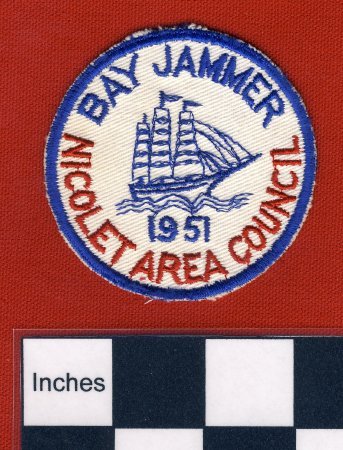 BAY JAMMER
1951
NICOLET AREA COUNCIL
Inches